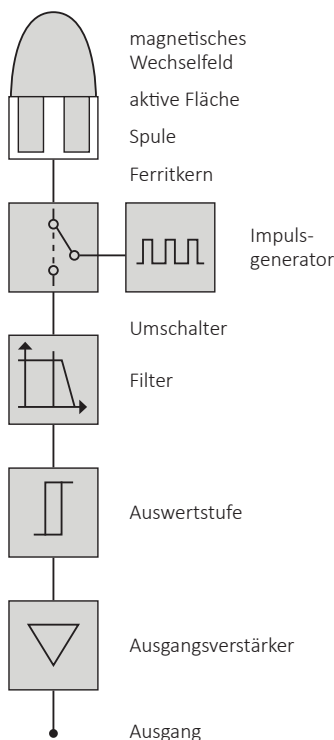 magnetisches
Wechselfeld
aktive Fläche
Spule
Ferritkern
Impuls-
generator
Umschalter
Filter
Auswertstufe
Ausgangsverstärker
Ausgang